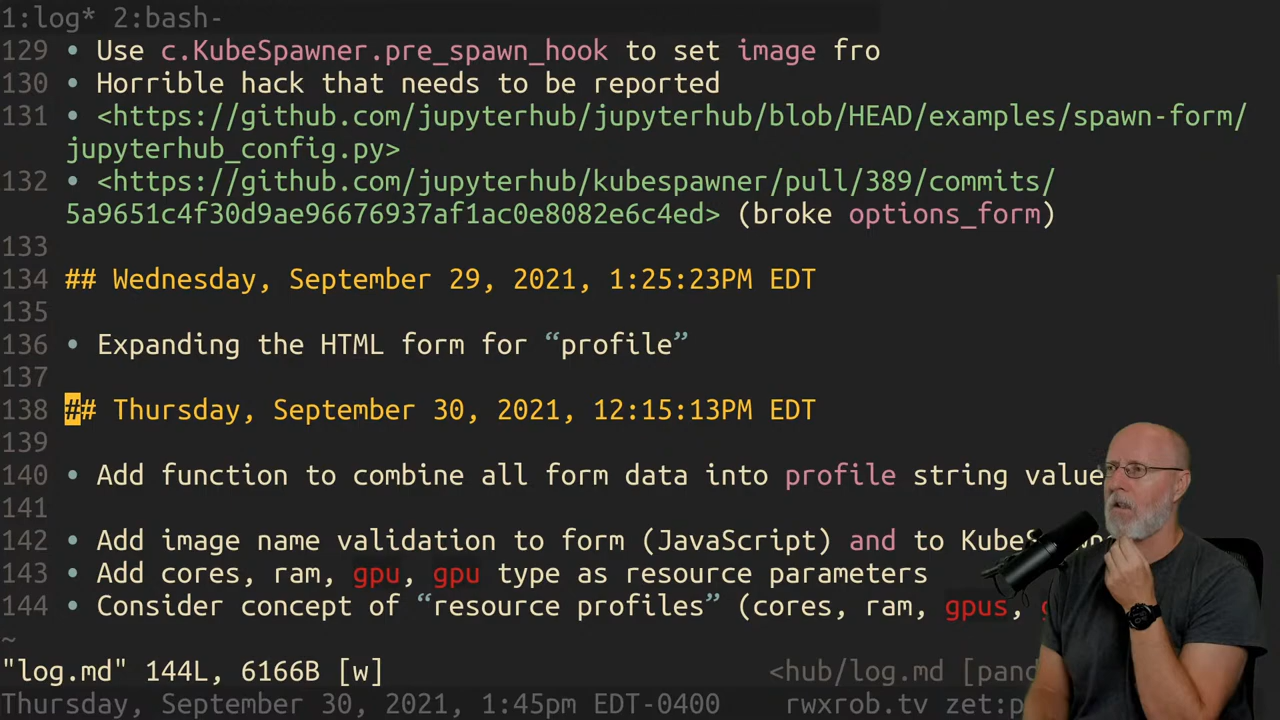 1:log* 2:bash-
129 • Use c.KubeSpawner.pre_spawn_hook to set image fro
130 • Horrible hack that needs to be reported
131 • <https://github.com/jupyterhub/jupyterhub/blob/HEAD/examples/spawn-form/
jupyterhub_config.py>
132 • <https://github.com/jupyterhub/kubespawner/pull/389/commits/
5a9651c4f30d9ae96676937af1ac0e8082e6c4ed> (broke options_form)
133
134 ## Wednesday, September 29, 2021, 1:25:23PM EDT
135
136 • Expanding the HTML form for “profile”
137
138 ## Thursday, September 30, 2021, 12:15:13PM EDT
139
140 • Add function to combine all form data into profile string value
141
142 • Add image name validation to form (JavaScript) and to KubeSpawn
143 • Add cores, ram, gpu, gpu type as resource parameters
144 • Consider concept of “resource profiles” (cores, ram, gpus,
~
"log.md" 144L, 6166B [w] <hub/log.md [pand
Thursday, September 30, 2021, 1:45pm EDT-0400 rwxrob.tv zet:p